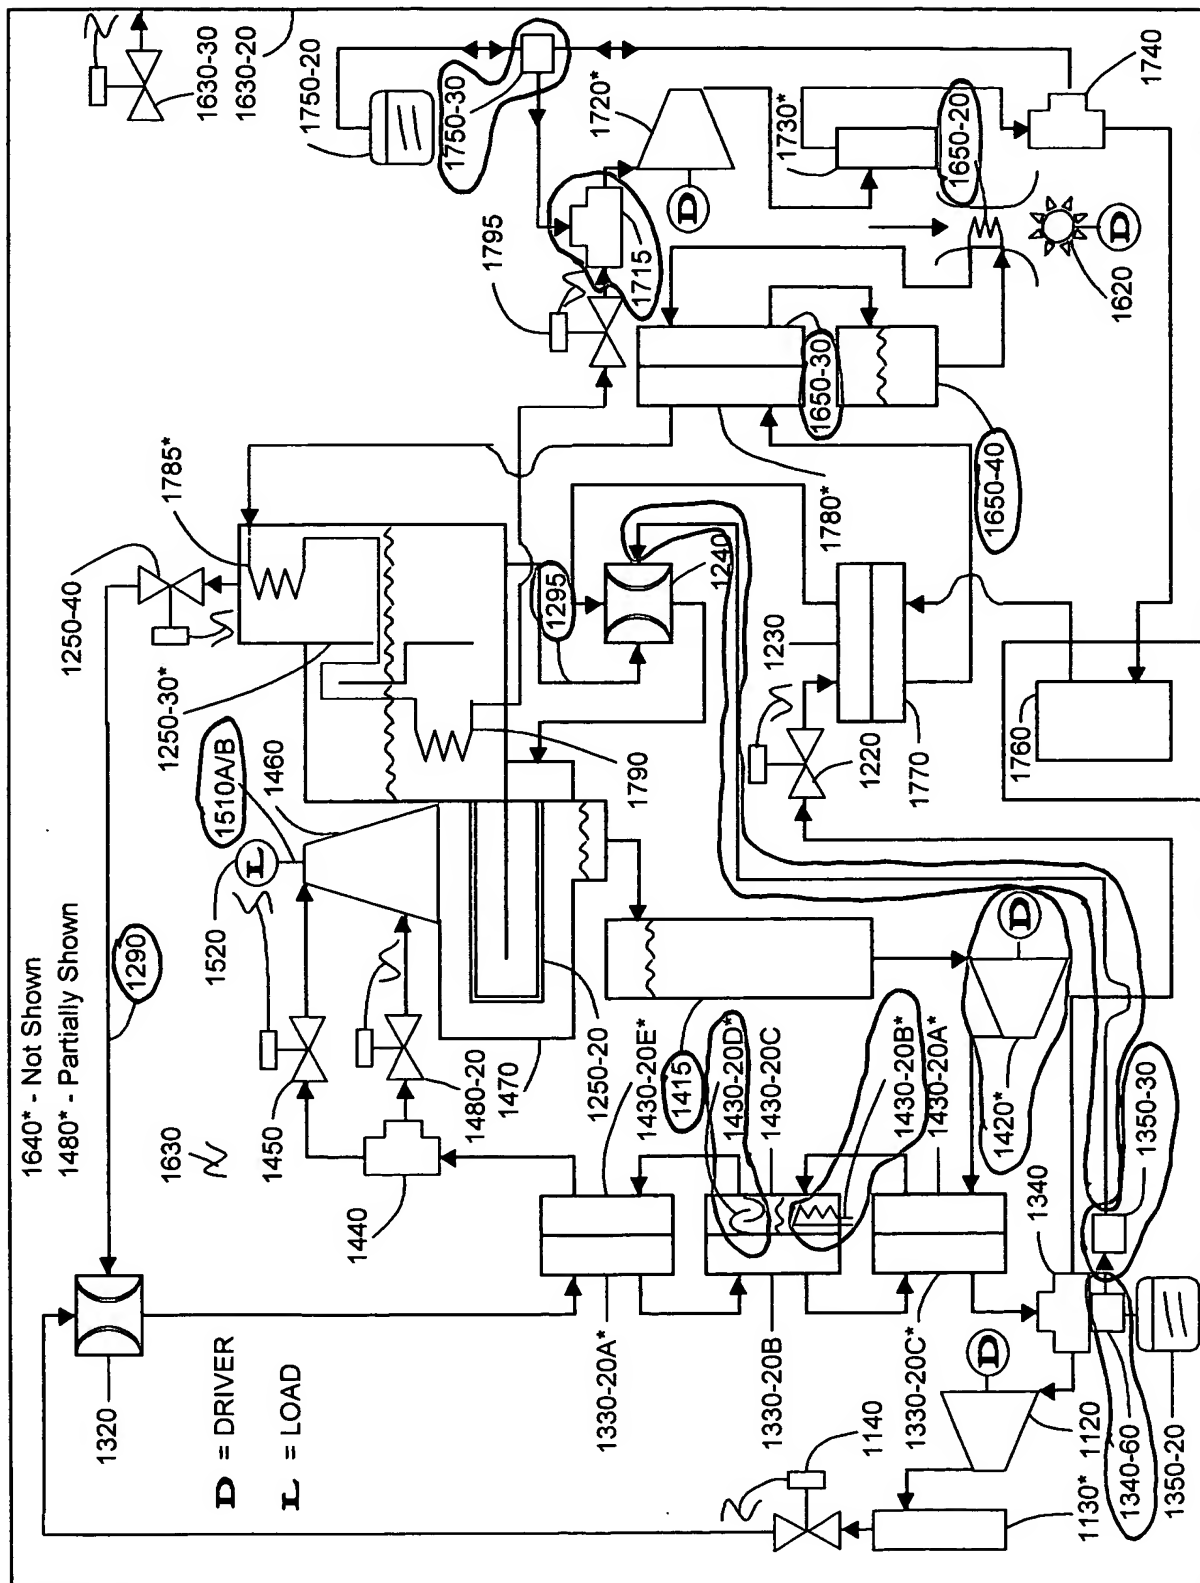 1640* - Not Shown
1480* - Partially Shown
1290
1630
D = DRIVER
L = LOAD
1320
1250-40
1785*
1250-30*
1510A/B
1460
1520
L
1450
1440
1480-20
1470
1250-20
1430-20E*
1415
1430-20D*
1430-20C
1430-20B*
1430-20A*
1420*
D
1330-20A*
1330-20B
1330-20C*
1340
1350-30
1140
D
1130*
1120
1340-60
1350-20
1790
1295
1240
1230
1220
1770
1760
1780*
1650-40
1650-30
1795
1715
1630-30
1630-20
1750-20
1750-30
1720*
D
1730*
1650-20
1740
1620
D